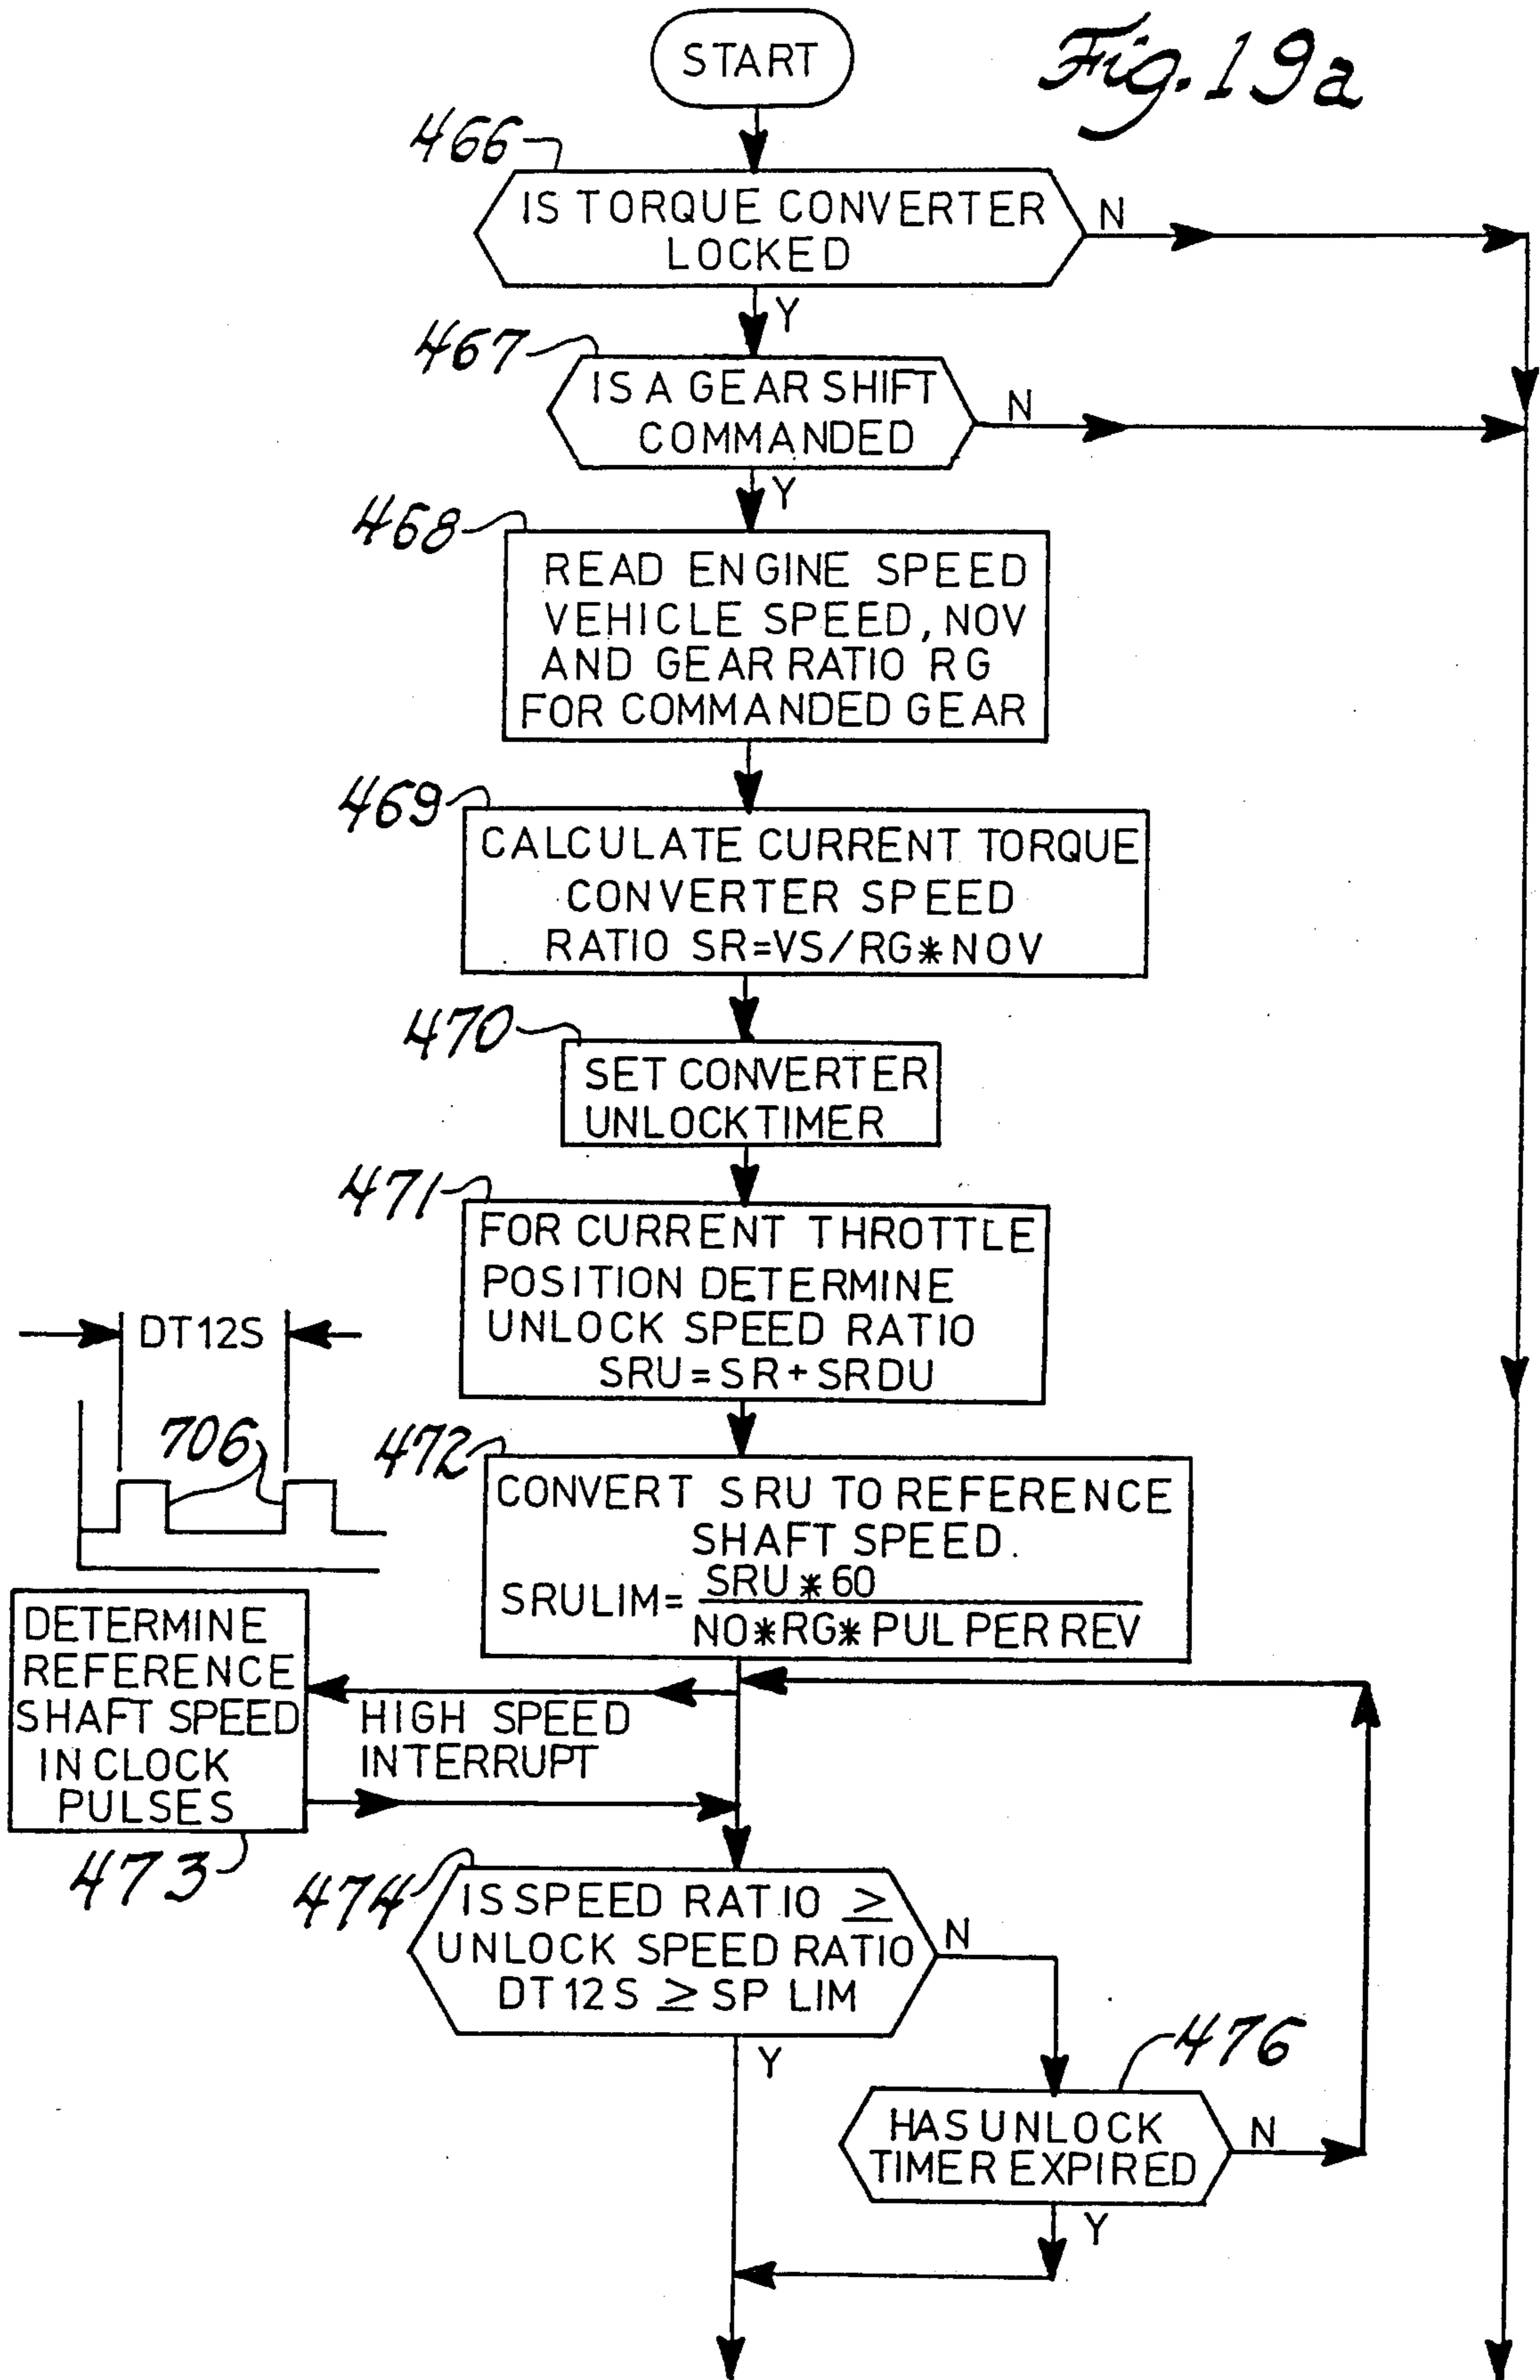 START
Fig. 19a
466
IS TORQUE CONVERTER
LOCKED
N
Y
467
IS A GEAR SHIFT
COMMANDED
N
Y
468
READ ENGINE SPEED
VEHICLE SPEED, NOV
AND GEAR RATIO RG
FOR COMMANDED GEAR
469
CALCULATE CURRENT TORQUE
CONVERTER SPEED
RATIO SR=VS/RG*NOV
470
SET CONVERTER
UNLOCK TIMER
471
FOR CURRENT THROTTLE
POSITION DETERMINE
UNLOCK SPEED RATIO
SRU=SR+SRDU
DT12S
706
472
CONVERT SRU TO REFERENCE
SHAFT SPEED.
SRULIM= SRU*60
NO*RG*PUL PER REV
DETERMINE
REFERENCE
SHAFT SPEED
IN CLOCK
PULSES
HIGH SPEED
INTERRUPT
473
474
IS SPEED RATIO ≥
UNLOCK SPEED RATIO
DT12S ≥ SP LIM
N
Y
476
HAS UNLOCK
TIMER EXPIRED
N
Y